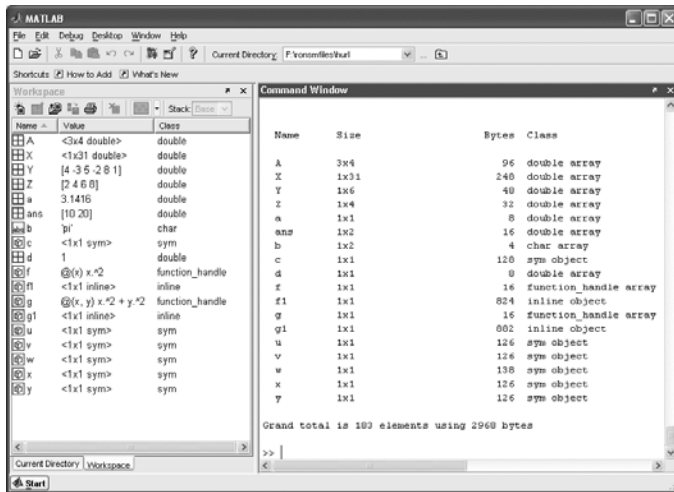 MATLAB
File Edit Debug Desktop Window Help
Current Directory: F:\ronsmfiles\hurl
Shortcuts How to Add What's New
Workspace
Stack: Base
Name Value Class
A <3x4 double> double
X <1x31 double> double
Y [4 -3 5 -2 8 1] double
Z [2 4 6 8] double
a 3.1416 double
ans [10 20] double
b 'pi' char
c <1x1 sym> sym
d 1 double
f @(x) x.^2 function_handle
f1 <1x1 inline> inline
g @(x, y) x.^2 + y.^2 function_handle
g1 <1x1 inline> inline
u <1x1 sym> sym
v <1x1 sym> sym
w <1x1 sym> sym
x <1x1 sym> sym
y <1x1 sym> sym
Current Directory Workspace
Command Window
Name Size Bytes Class
A 3x4 96 double array
X 1x31 248 double array
Y 1x6 48 double array
Z 1x4 32 double array
a 1x1 8 double array
ans 1x2 16 double array
b 1x2 4 char array
c 1x1 128 sym object
d 1x1 8 double array
f 1x1 16 function_handle array
f1 1x1 824 inline object
g 1x1 16 function_handle array
g1 1x1 882 inline object
u 1x1 126 sym object
v 1x1 126 sym object
w 1x1 138 sym object
x 1x1 126 sym object
y 1x1 126 sym object
Grand total is 183 elements using 2968 bytes
>>
Start